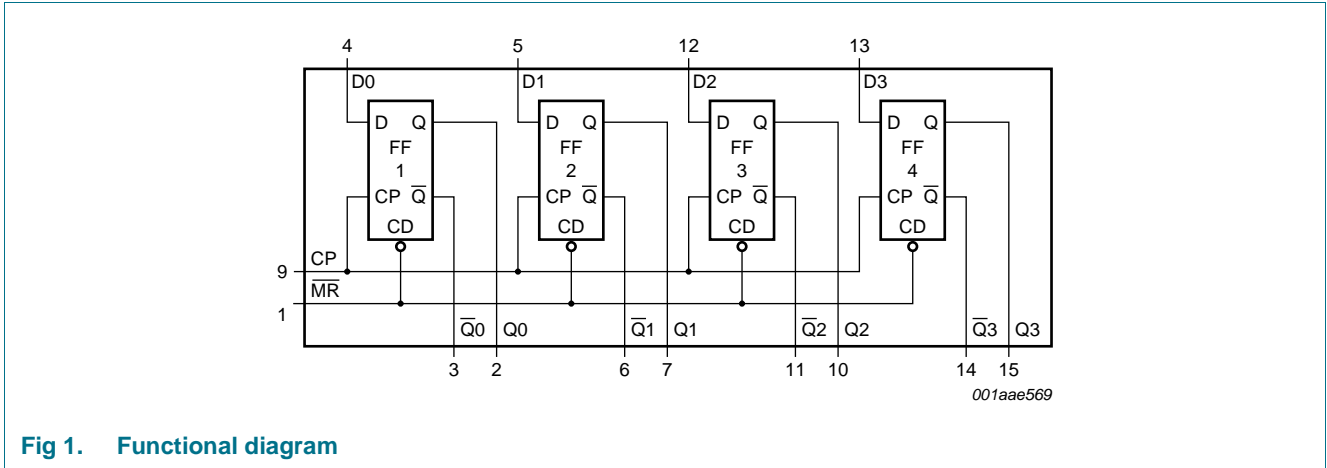 4 5 12 13
D0 D1 D2 D3
D Q D Q D Q D Q
FF FF FF FF
1 2 3 4
CP Q̅ CP Q̅ CP Q̅ CP Q̅
CD CD CD CD
9 CP
1 M̅R̅
Q̅0 Q0 Q̅1 Q1 Q̅2 Q2 Q̅3 Q3
3 2 6 7 11 10 14 15
001aae569
Fig 1. Functional diagram